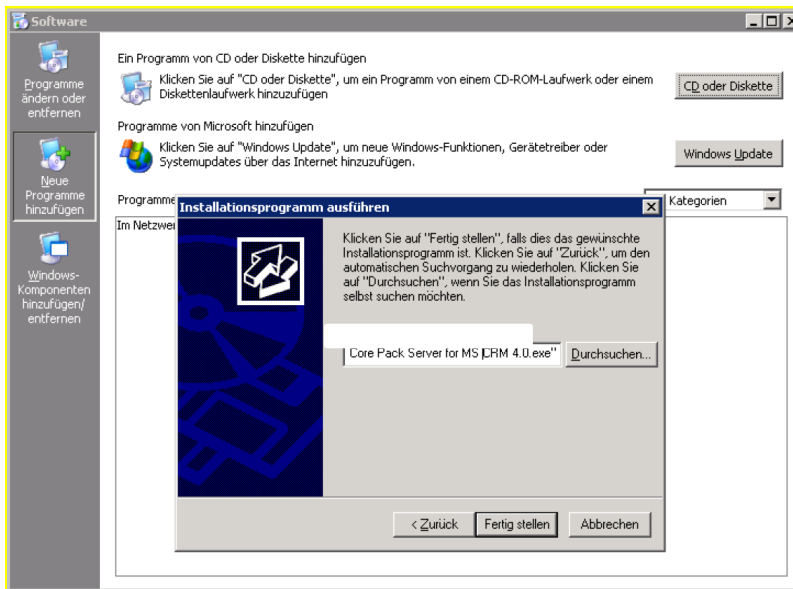 Software
Programme
ändern oder
entfernen
Neue
Programme
hinzufügen
Windows-
Komponenten
hinzufügen/
entfernen
Ein Programm von CD oder Diskette hinzufügen
Klicken Sie auf "CD oder Diskette", um ein Programm von einem CD-ROM-Laufwerk oder einem
Diskettenlaufwerk hinzuzufügen
CD oder Diskette
Programme von Microsoft hinzufügen
Klicken Sie auf "Windows Update", um neue Windows-Funktionen, Gerätetreiber oder
Systemupdates über das Internet hinzuzufügen.
Windows Update
Programme
Kategorien
Im Netzwer
Installationsprogramm ausführen
Klicken Sie auf "Fertig stellen", falls dies das gewünschte
Installationsprogramm ist. Klicken Sie auf "Zurück", um den
automatischen Suchvorgang zu wiederholen. Klicken Sie
auf "Durchsuchen", wenn Sie das Installationsprogramm
selbst suchen möchten.
Core Pack Server for MS CRM 4.0.exe"
Durchsuchen...
< Zurück
Fertig stellen
Abbrechen